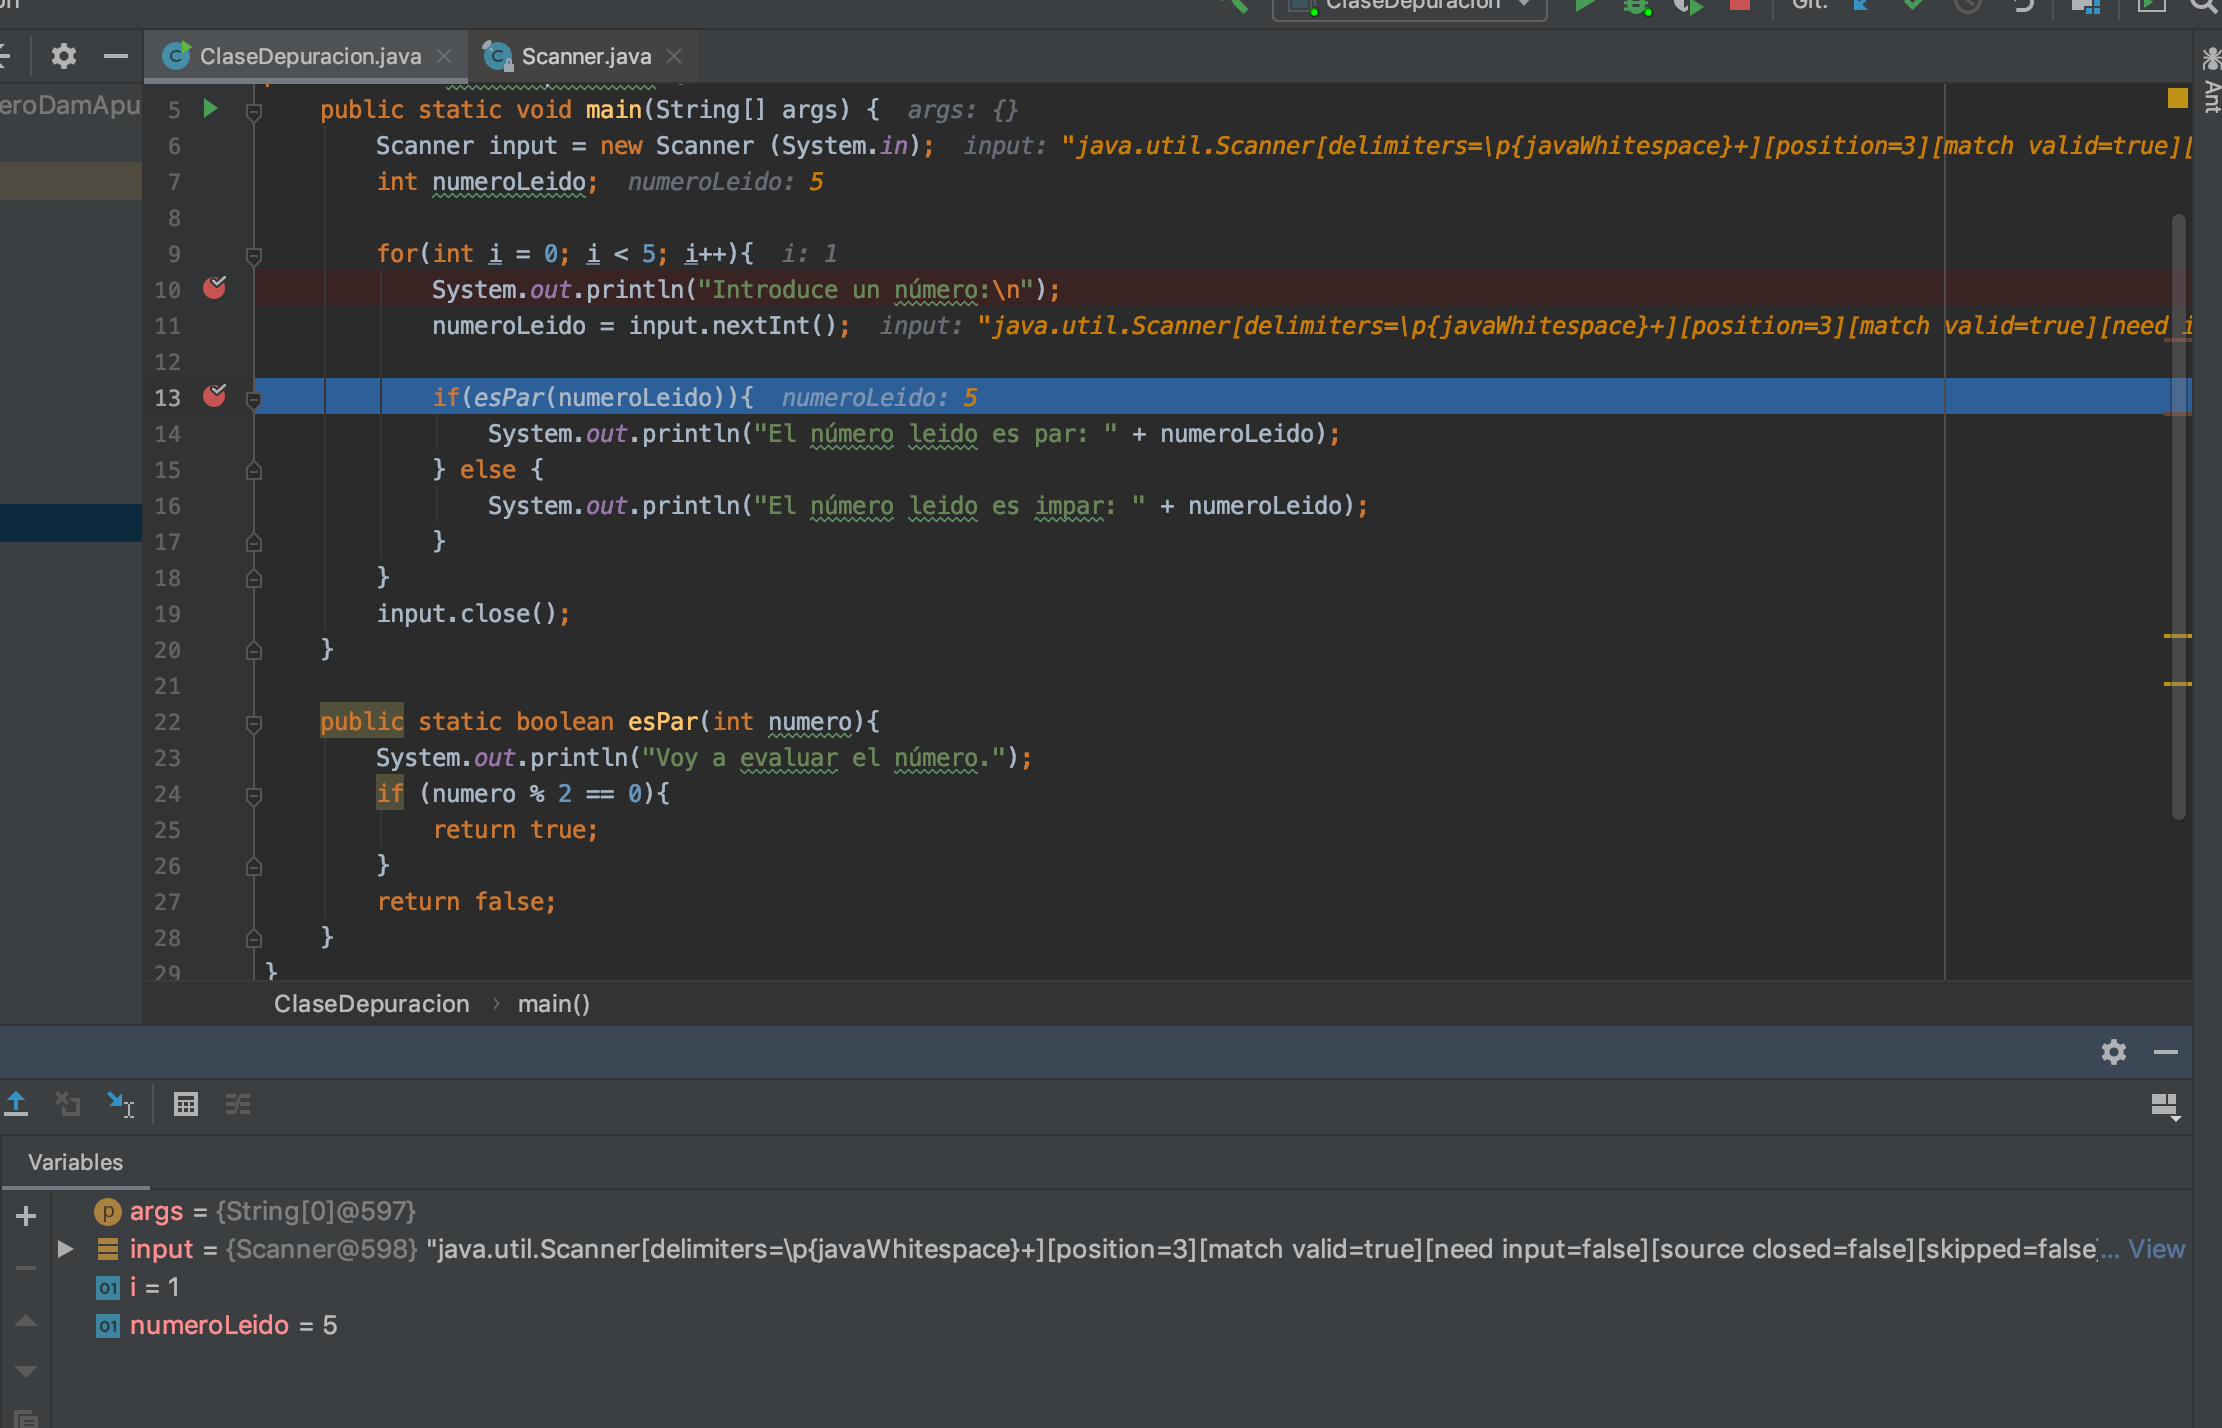 ClaseDepuracion
Git:
ClaseDepuracion.java
Scanner.java
eroDamApu
Ant
5 public static void main(String[] args) { args: {}
6 Scanner input = new Scanner (System.in); input: "java.util.Scanner[delimiters=\p{javaWhitespace}+][position=3][match valid=true][
7 int numeroLeido; numeroLeido: 5
8
9 for(int i = 0; i < 5; i++){ i: 1
10 System.out.println("Introduce un número:\n");
11 numeroLeido = input.nextInt(); input: "java.util.Scanner[delimiters=\p{javaWhitespace}+][position=3][match valid=true][need i
12
13 if(esPar(numeroLeido)){ numeroLeido: 5
14 System.out.println("El número leido es par: " + numeroLeido);
15 } else {
16 System.out.println("El número leido es impar: " + numeroLeido);
17 }
18 }
19 input.close();
20 }
21
22 public static boolean esPar(int numero){
23 System.out.println("Voy a evaluar el número.");
24 if (numero % 2 == 0){
25 return true;
26 }
27 return false;
28 }
29 }
ClaseDepuracion › main()
Variables
p args = {String[0]@597}
input = {Scanner@598} "java.util.Scanner[delimiters=\p{javaWhitespace}+][position=3][match valid=true][need input=false][source closed=false][skipped=false]... View
01 i = 1
01 numeroLeido = 5